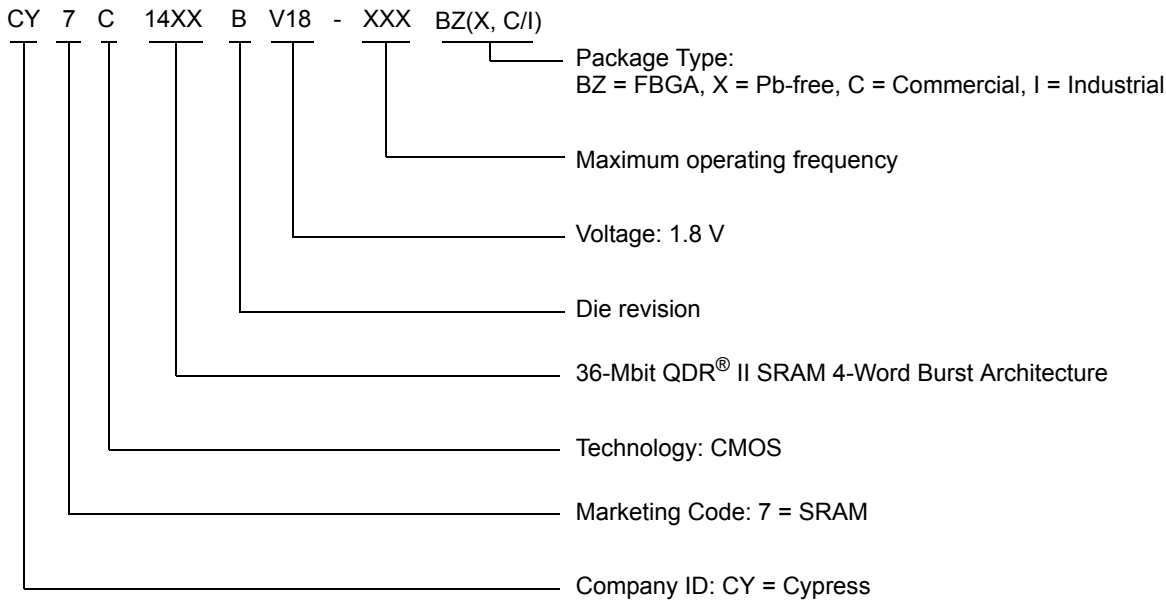 CY 7 C 14XX B V18 - XXX BZ(X, C/I)
Package Type:
BZ = FBGA, X = Pb-free, C = Commercial, I = Industrial
Maximum operating frequency
Voltage: 1.8 V
Die revision
36-Mbit QDR® II SRAM 4-Word Burst Architecture
Technology: CMOS
Marketing Code: 7 = SRAM
Company ID: CY = Cypress